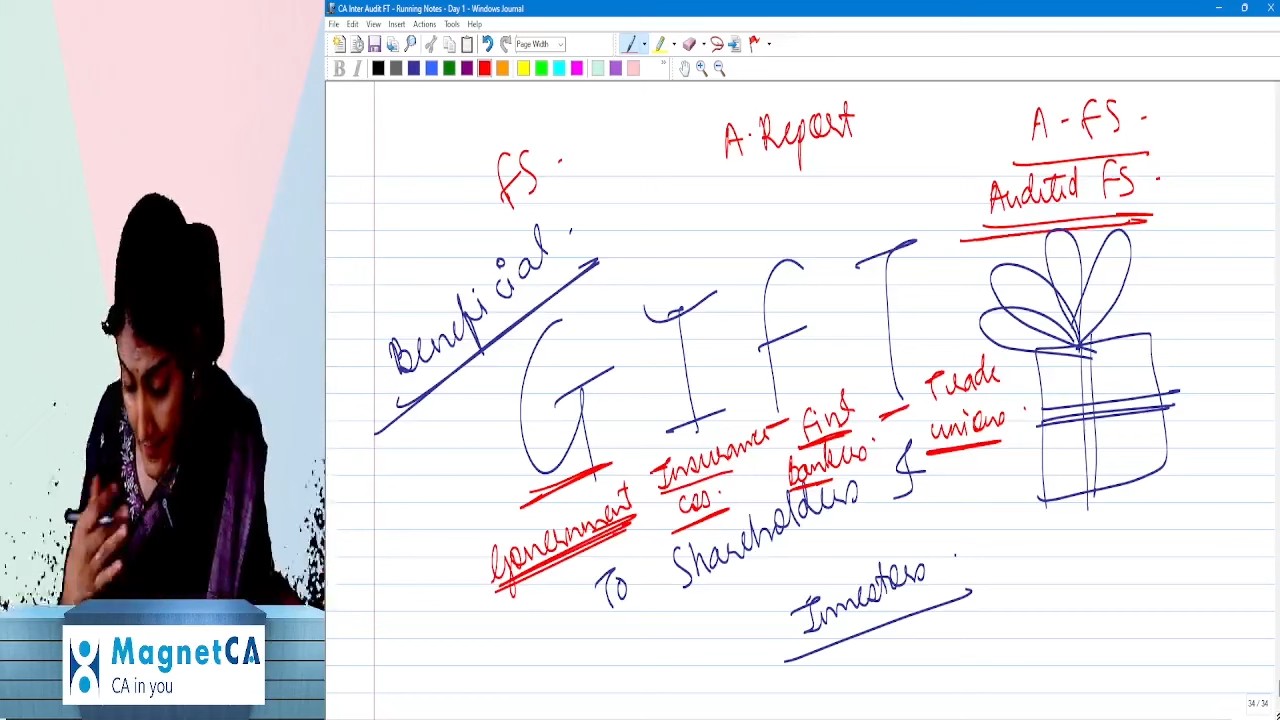 CA Inter Audit FT - Running Notes - Day 1 - Windows Journal
File Edit View Insert Actions Tools Help
Page Width
B I
FS.
A. Report
A - FS.
Audited FS.
Beneficial.
G I F T
Government
Insurance
cos.
bankers.
Trade
unions.
To Shareholders &
Investors.
MagnetCA
CA in you
34 / 34